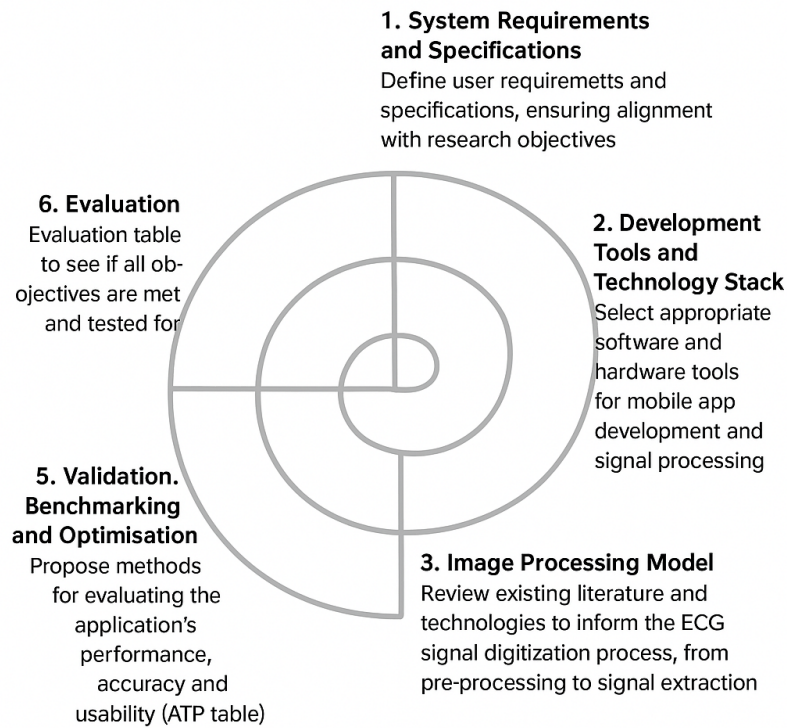 1. System Requirements
and Specifications
Define user requiremetts and
specifications, ensuring alignment
with research objectives
2. Development
Tools and
Technology Stack
Select appropriate
software and
hardware tools
for mobile app
development and
signal processing
3. Image Processing Model
Review existing literature and
technologies to inform the ECG
signal digitization process, from
pre-processing to signal extraction
5. Validation.
Benchmarking
and Optimisation
Propose methods
for evaluating the
application’s
performance,
accuracy and
usability (ATP table)
6. Evaluation
Evaluation table
to see if all ob-
ojectives are met
and tested for